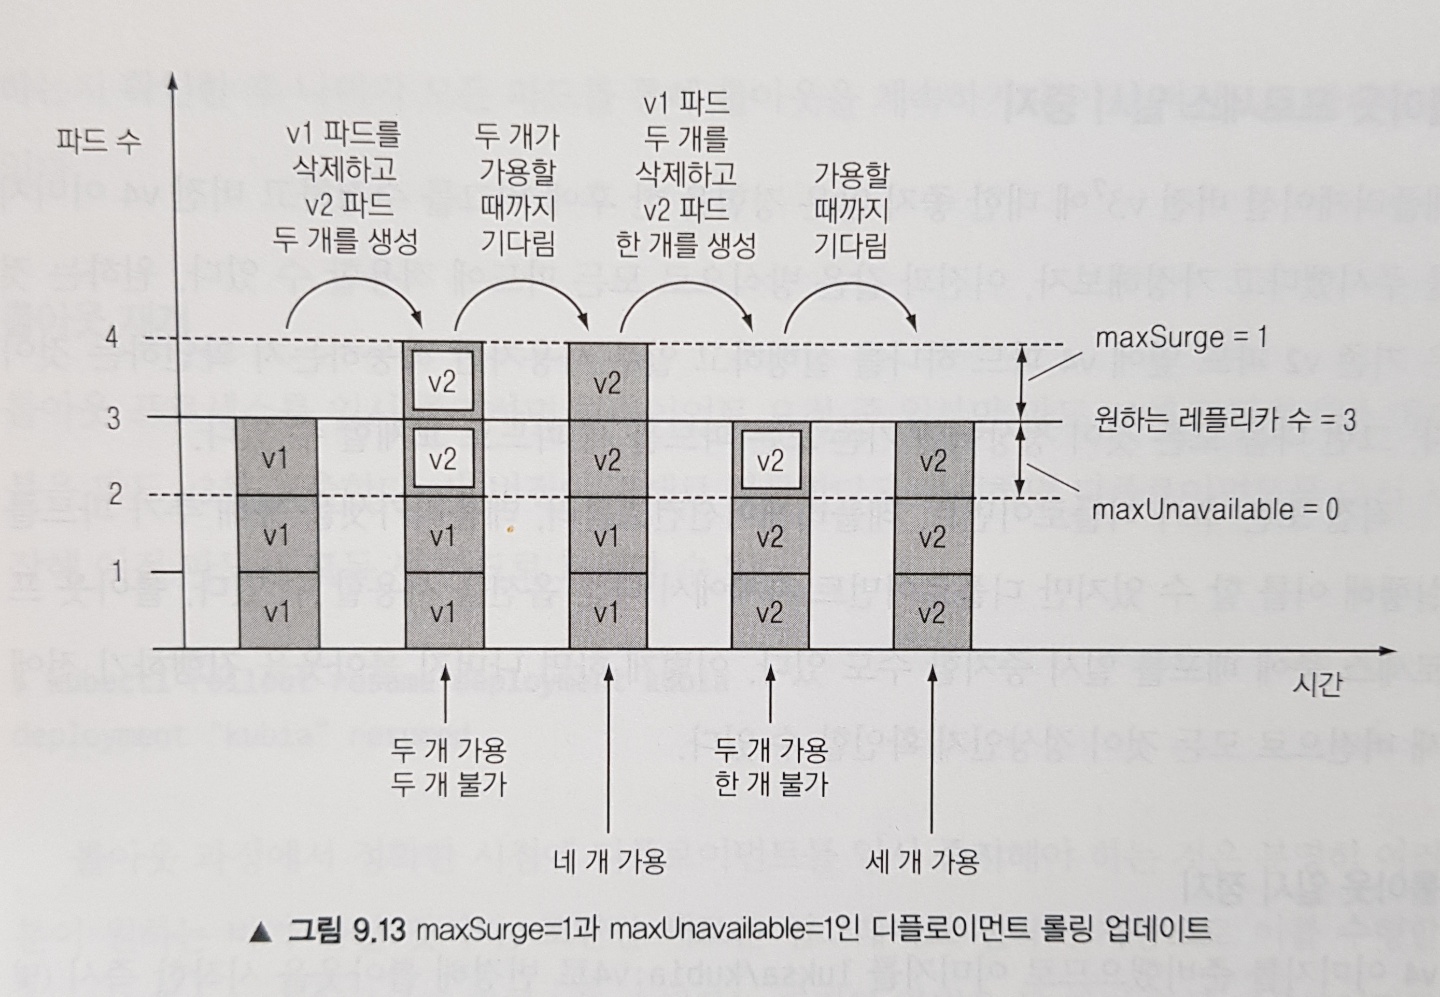 파드 수
v1 파드를
삭제하고
v2 파드
두 개를 생성
두 개가
가용할
때까지
기다림
v1 파드
두 개를
삭제하고
v2 파드
한 개를 생성
가용할
때까지
기다림
4
3
2
1
v1
v1
v1
v2
v2
v1
v1
v2
v2
v1
v1
v2
v2
v2
v2
v2
v2
maxSurge = 1
원하는 레플리카 수 = 3
maxUnavailable = 0
시간
두 개 가용
두 개 불가
네 개 가용
두 개 가용
한 개 불가
세 개 가용
▲ 그림 9.13 maxSurge=1과 maxUnavailable=1인 디플로이먼트 롤링 업데이트